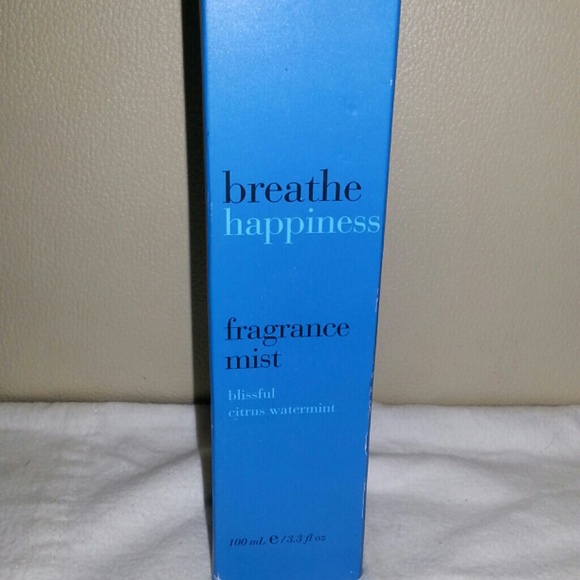 breathe
happiness
fragrance
mist
blissful
citrus watermint
100 mL ℮ / 3.3 fl oz